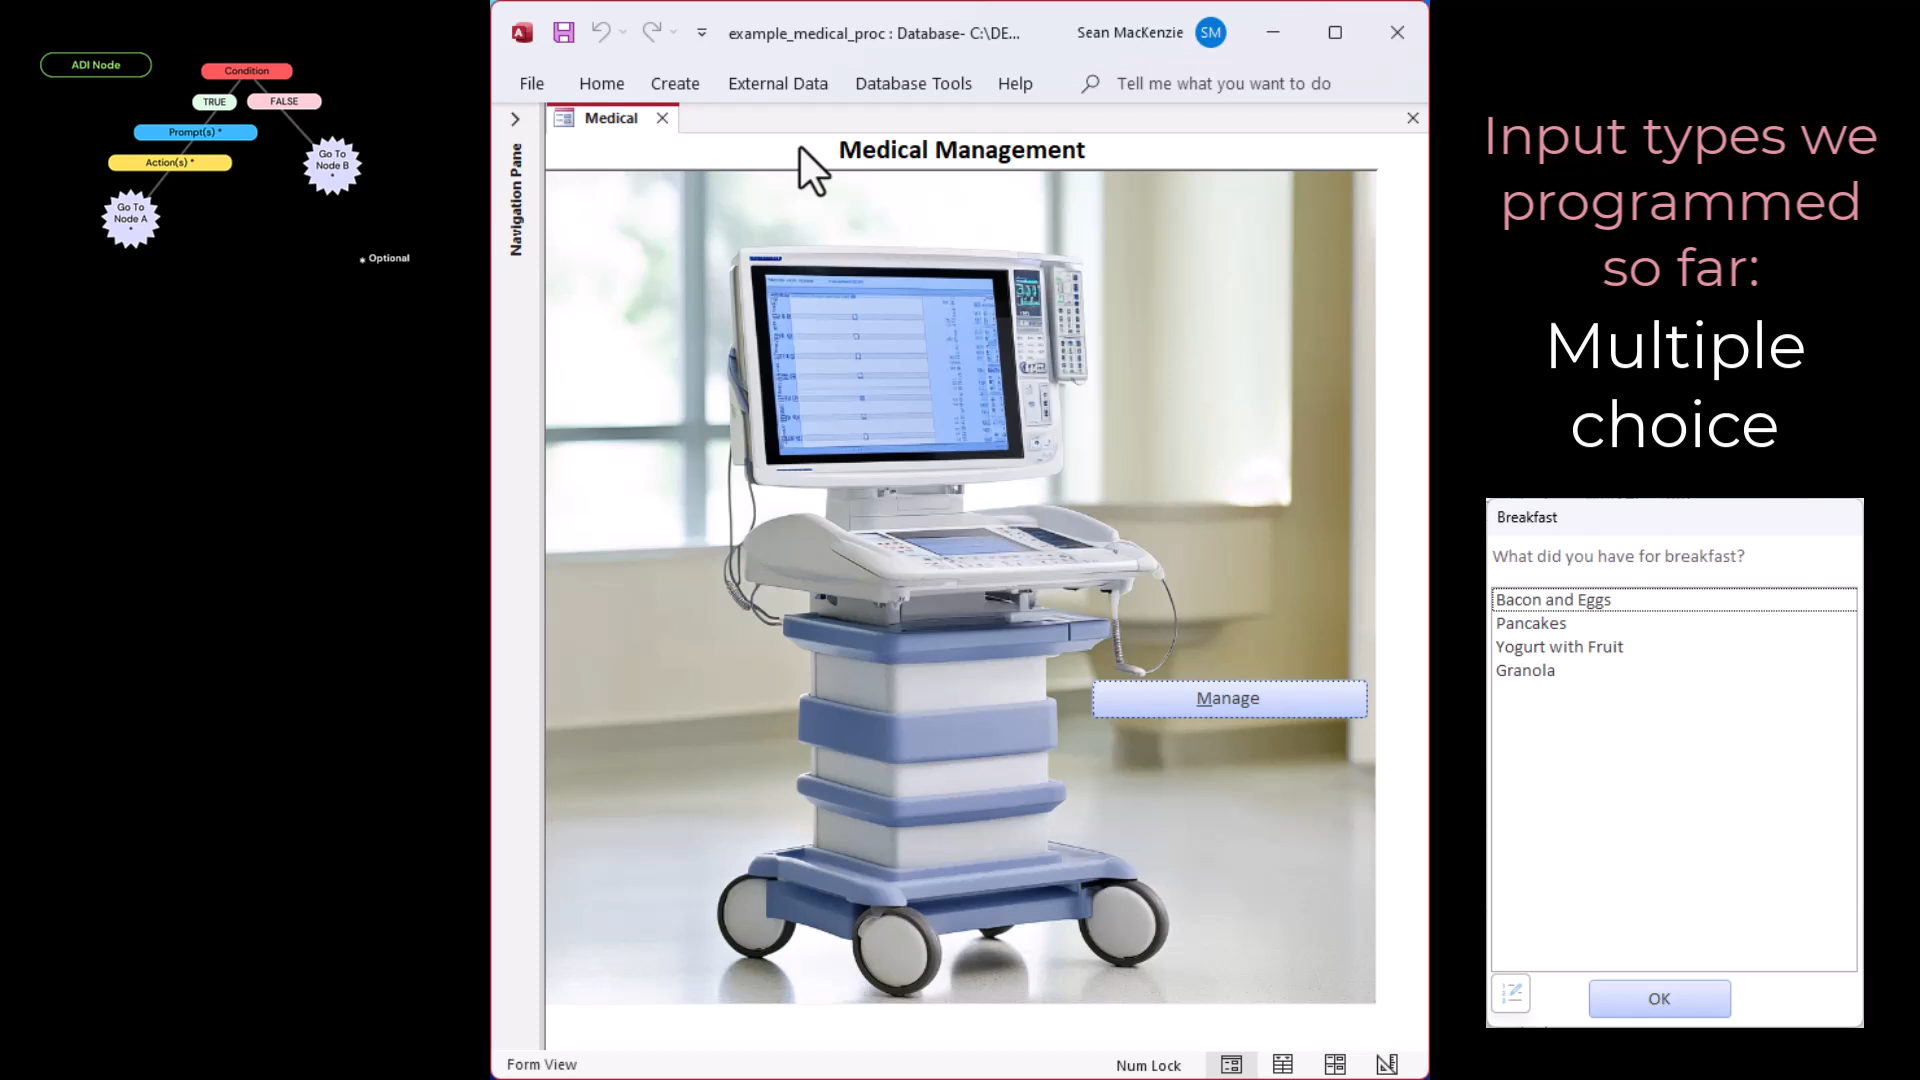 ADI Node
Condition
TRUE
FALSE
Prompt(s) *
Action(s) *
Go To
Node B
*
Go To
Node A
*
* Optional
example_medical_proc : Database- C:\DE...
Sean MacKenzie
SM
File
Home
Create
External Data
Database Tools
Help
Tell me what you want to do
Medical
Navigation Pane
Medical Management
Manage
Form View
Num Lock
Input types we
programmed
so far:
Multiple
choice
Breakfast
What did you have for breakfast?
Bacon and Eggs
Pancakes
Yogurt with Fruit
Granola
OK